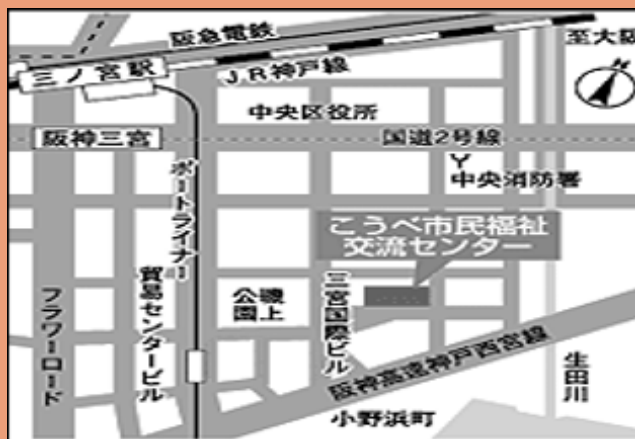 阪急電鉄
至大阪
三ノ宮駅
JR神戸線
N
中央区役所
阪神三宮
国道2号線
Y
中央消防署
ポートライナー
こうべ市民福祉
交流センター
フラワーロード
貿易センタービル
磯上
公園
三宮国際ビル
阪神高速神戸西宮線
生田川
小野浜町